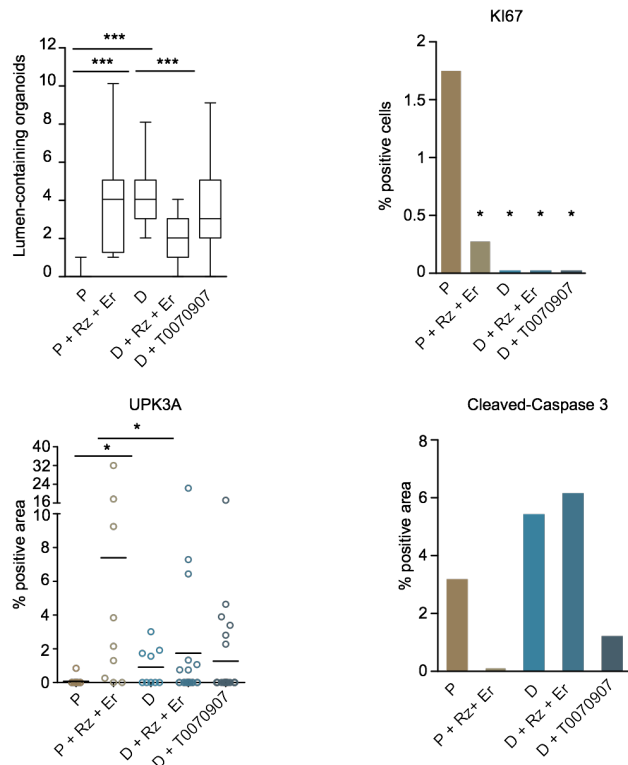 KI67
***
***
***
12
10
8
6
4
2
0
Lumen-containing organoids
P
P + Rz + Er
D
D + Rz + Er
D + T0070907
2
1.5
1
0.5
0
% positive cells
*
*
*
*
P
P + Rz + Er
D
D + Rz + Er
D + T0070907
UPK3A
*
*
40
32
24
16
10
8
6
4
2
0
% positive area
P
P + Rz + Er
D
D + Rz + Er
D + T0070907
Cleaved-Caspase 3
8
6
4
2
0
% positive area
P
P + Rz+ Er
D
D + Rz + Er
D + T0070907